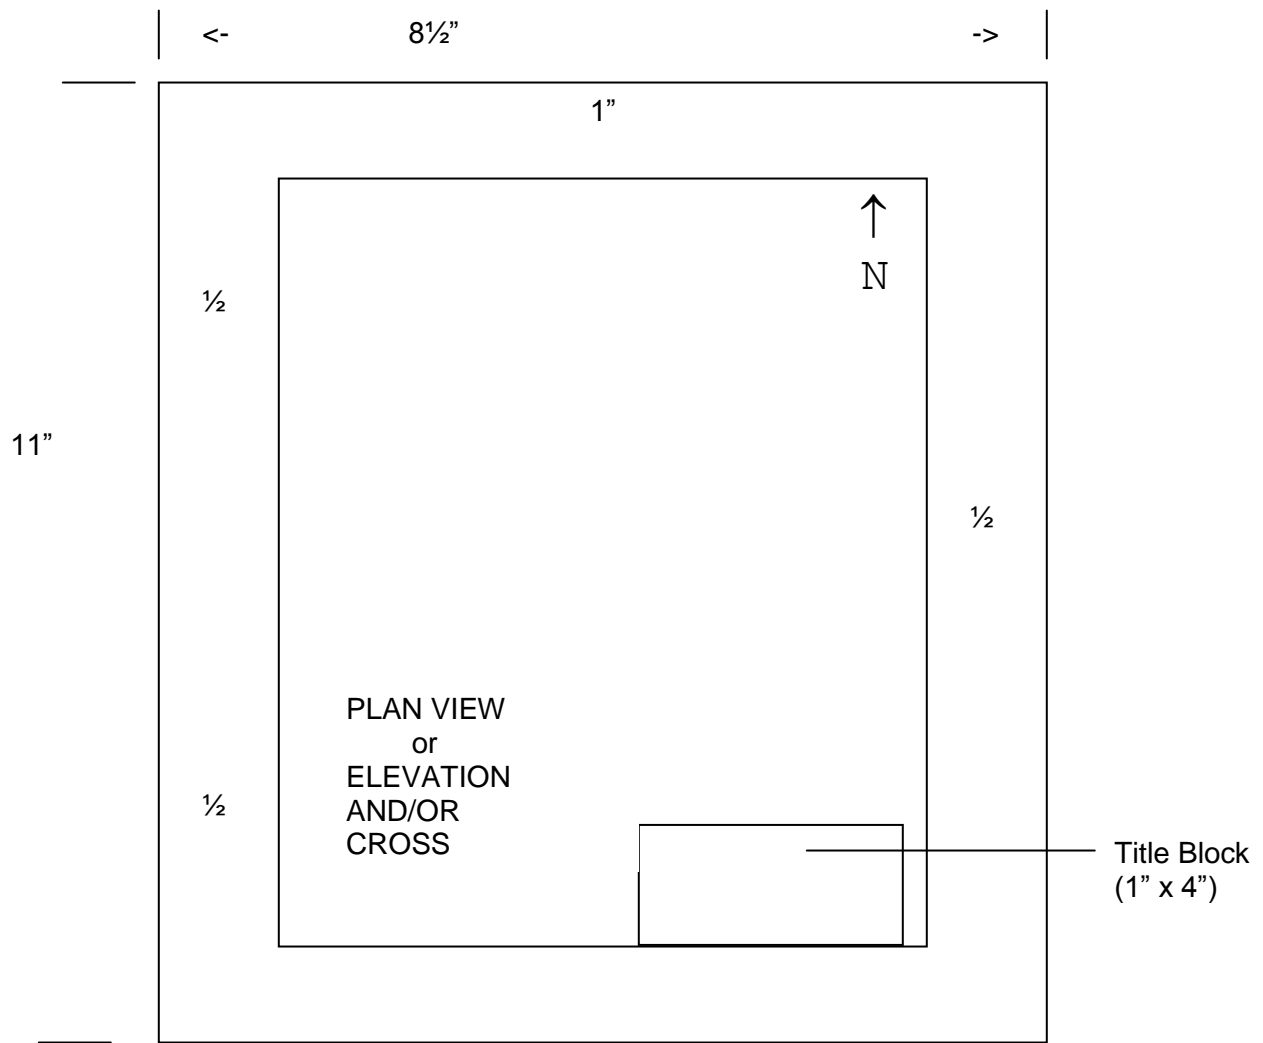 <- 8½” ->
1”
N
½
11”
½
PLAN VIEW
or
ELEVATION
AND/OR
CROSS
½
Title Block
(1” x 4”)